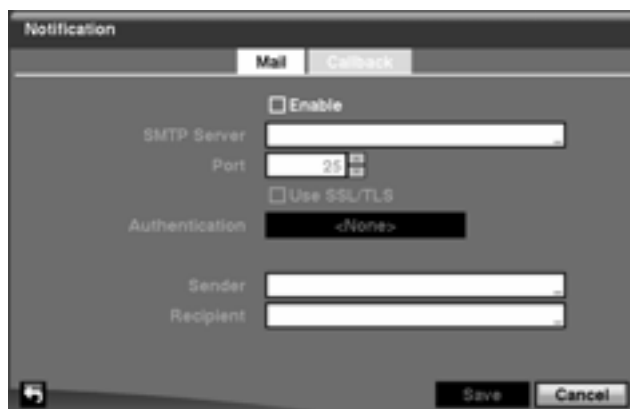 Notification
Mail Callback
Enable
SMTP Server
Port 25
Use SSL/TLS
Authentication <None>
Sender
Recipient
Save Cancel